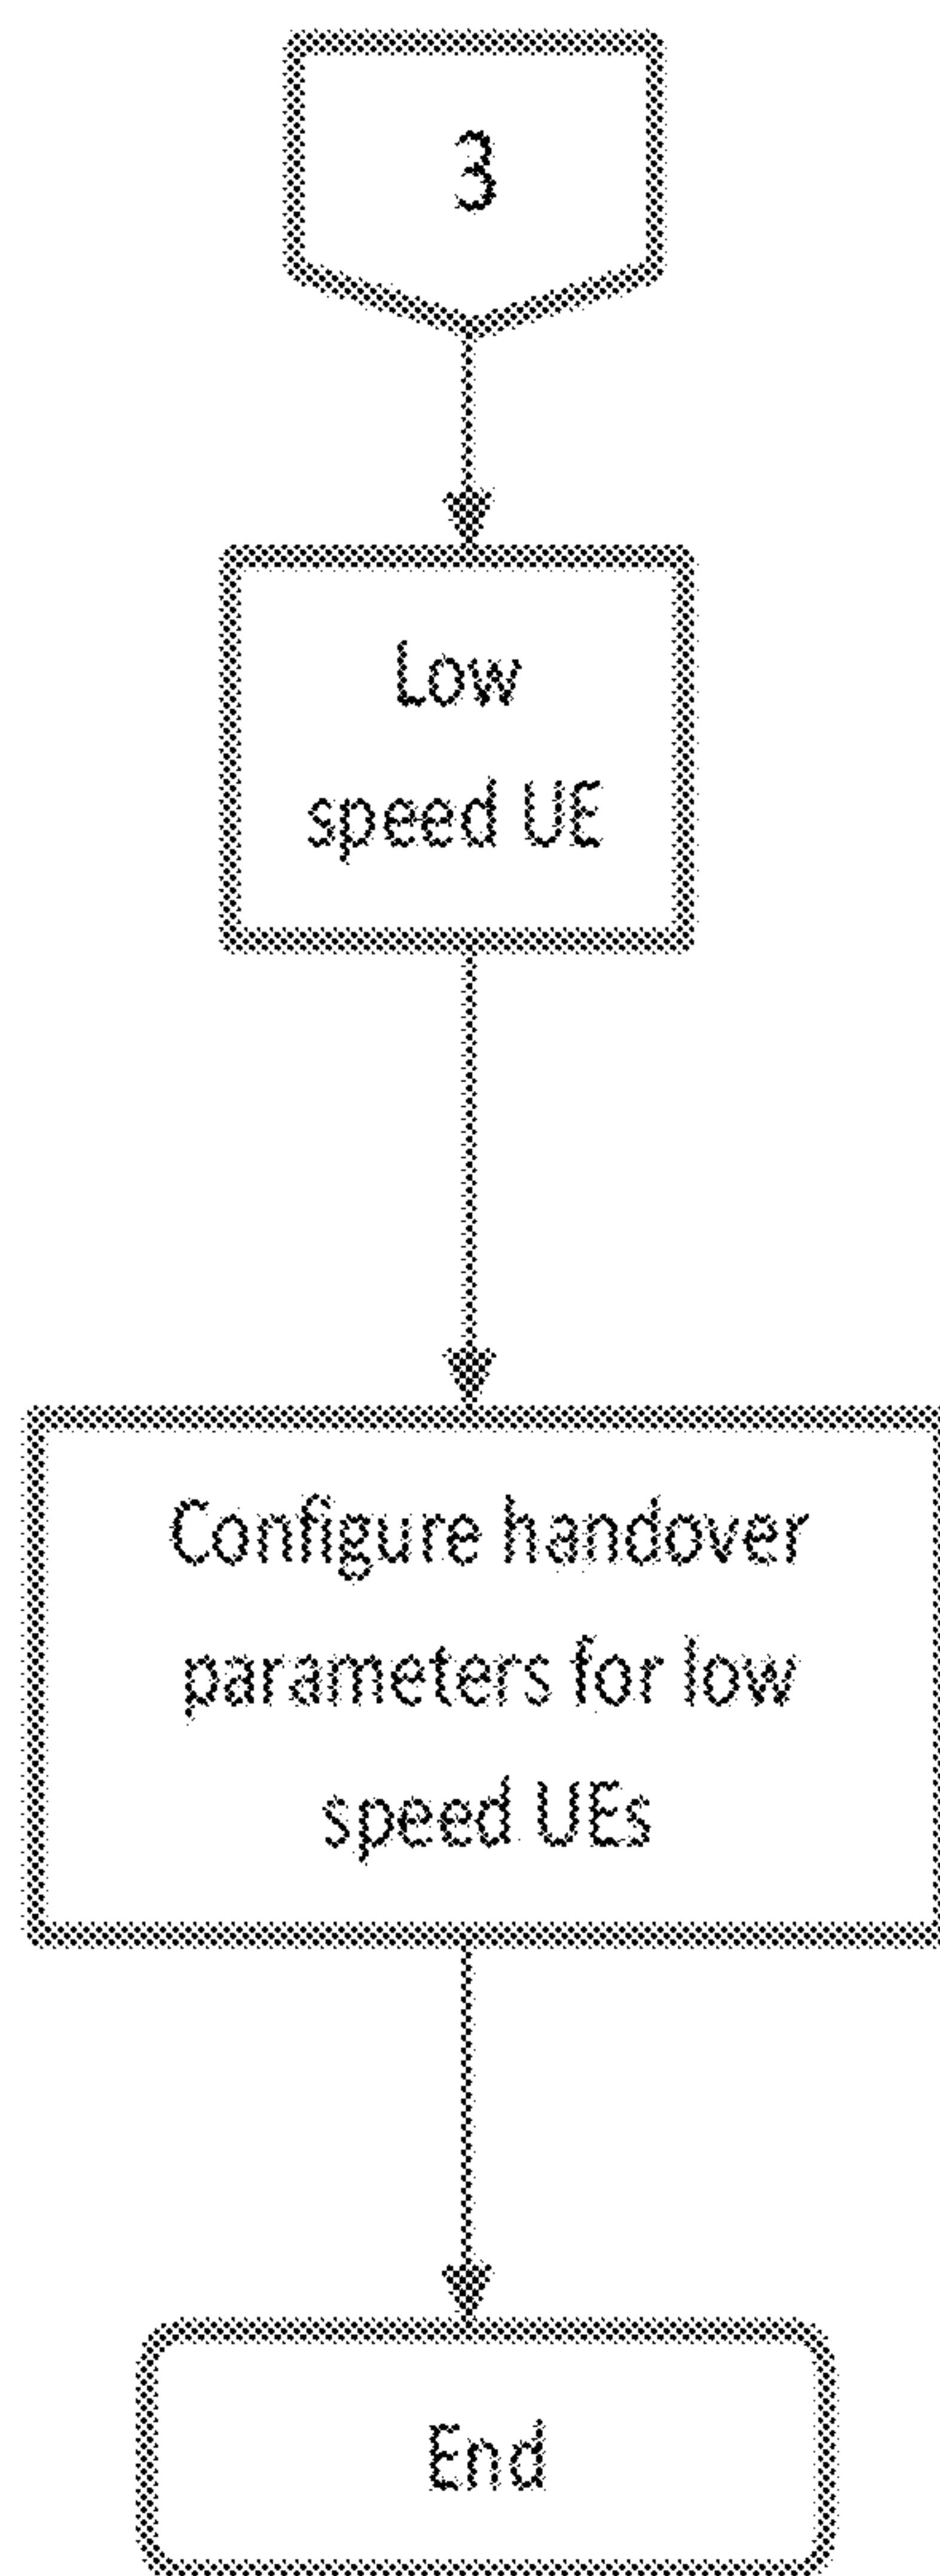 3
Low
speed UE
Configure handover
parameters for low
speed UEs
End